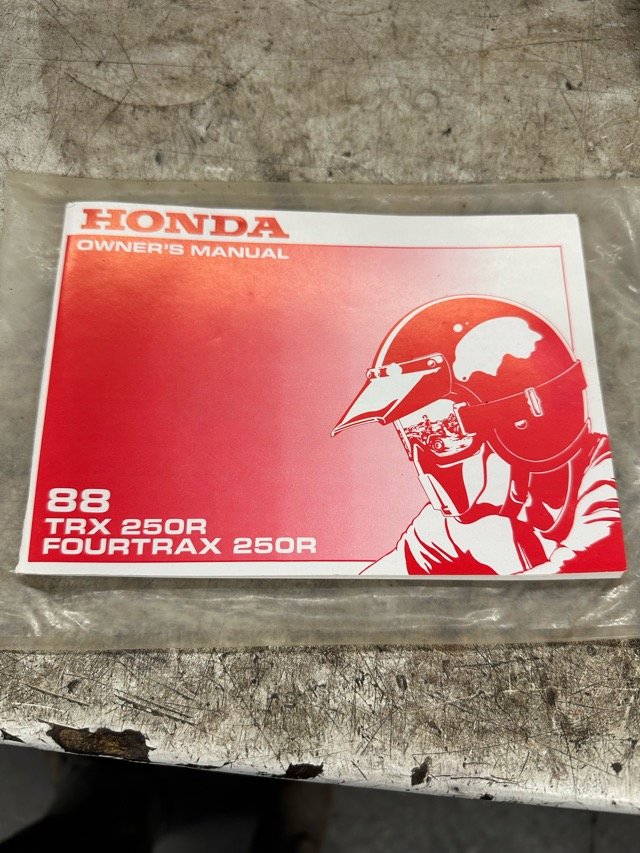 HONDA
OWNER'S MANUAL
88
TRX 250R
FOURTRAX 250R